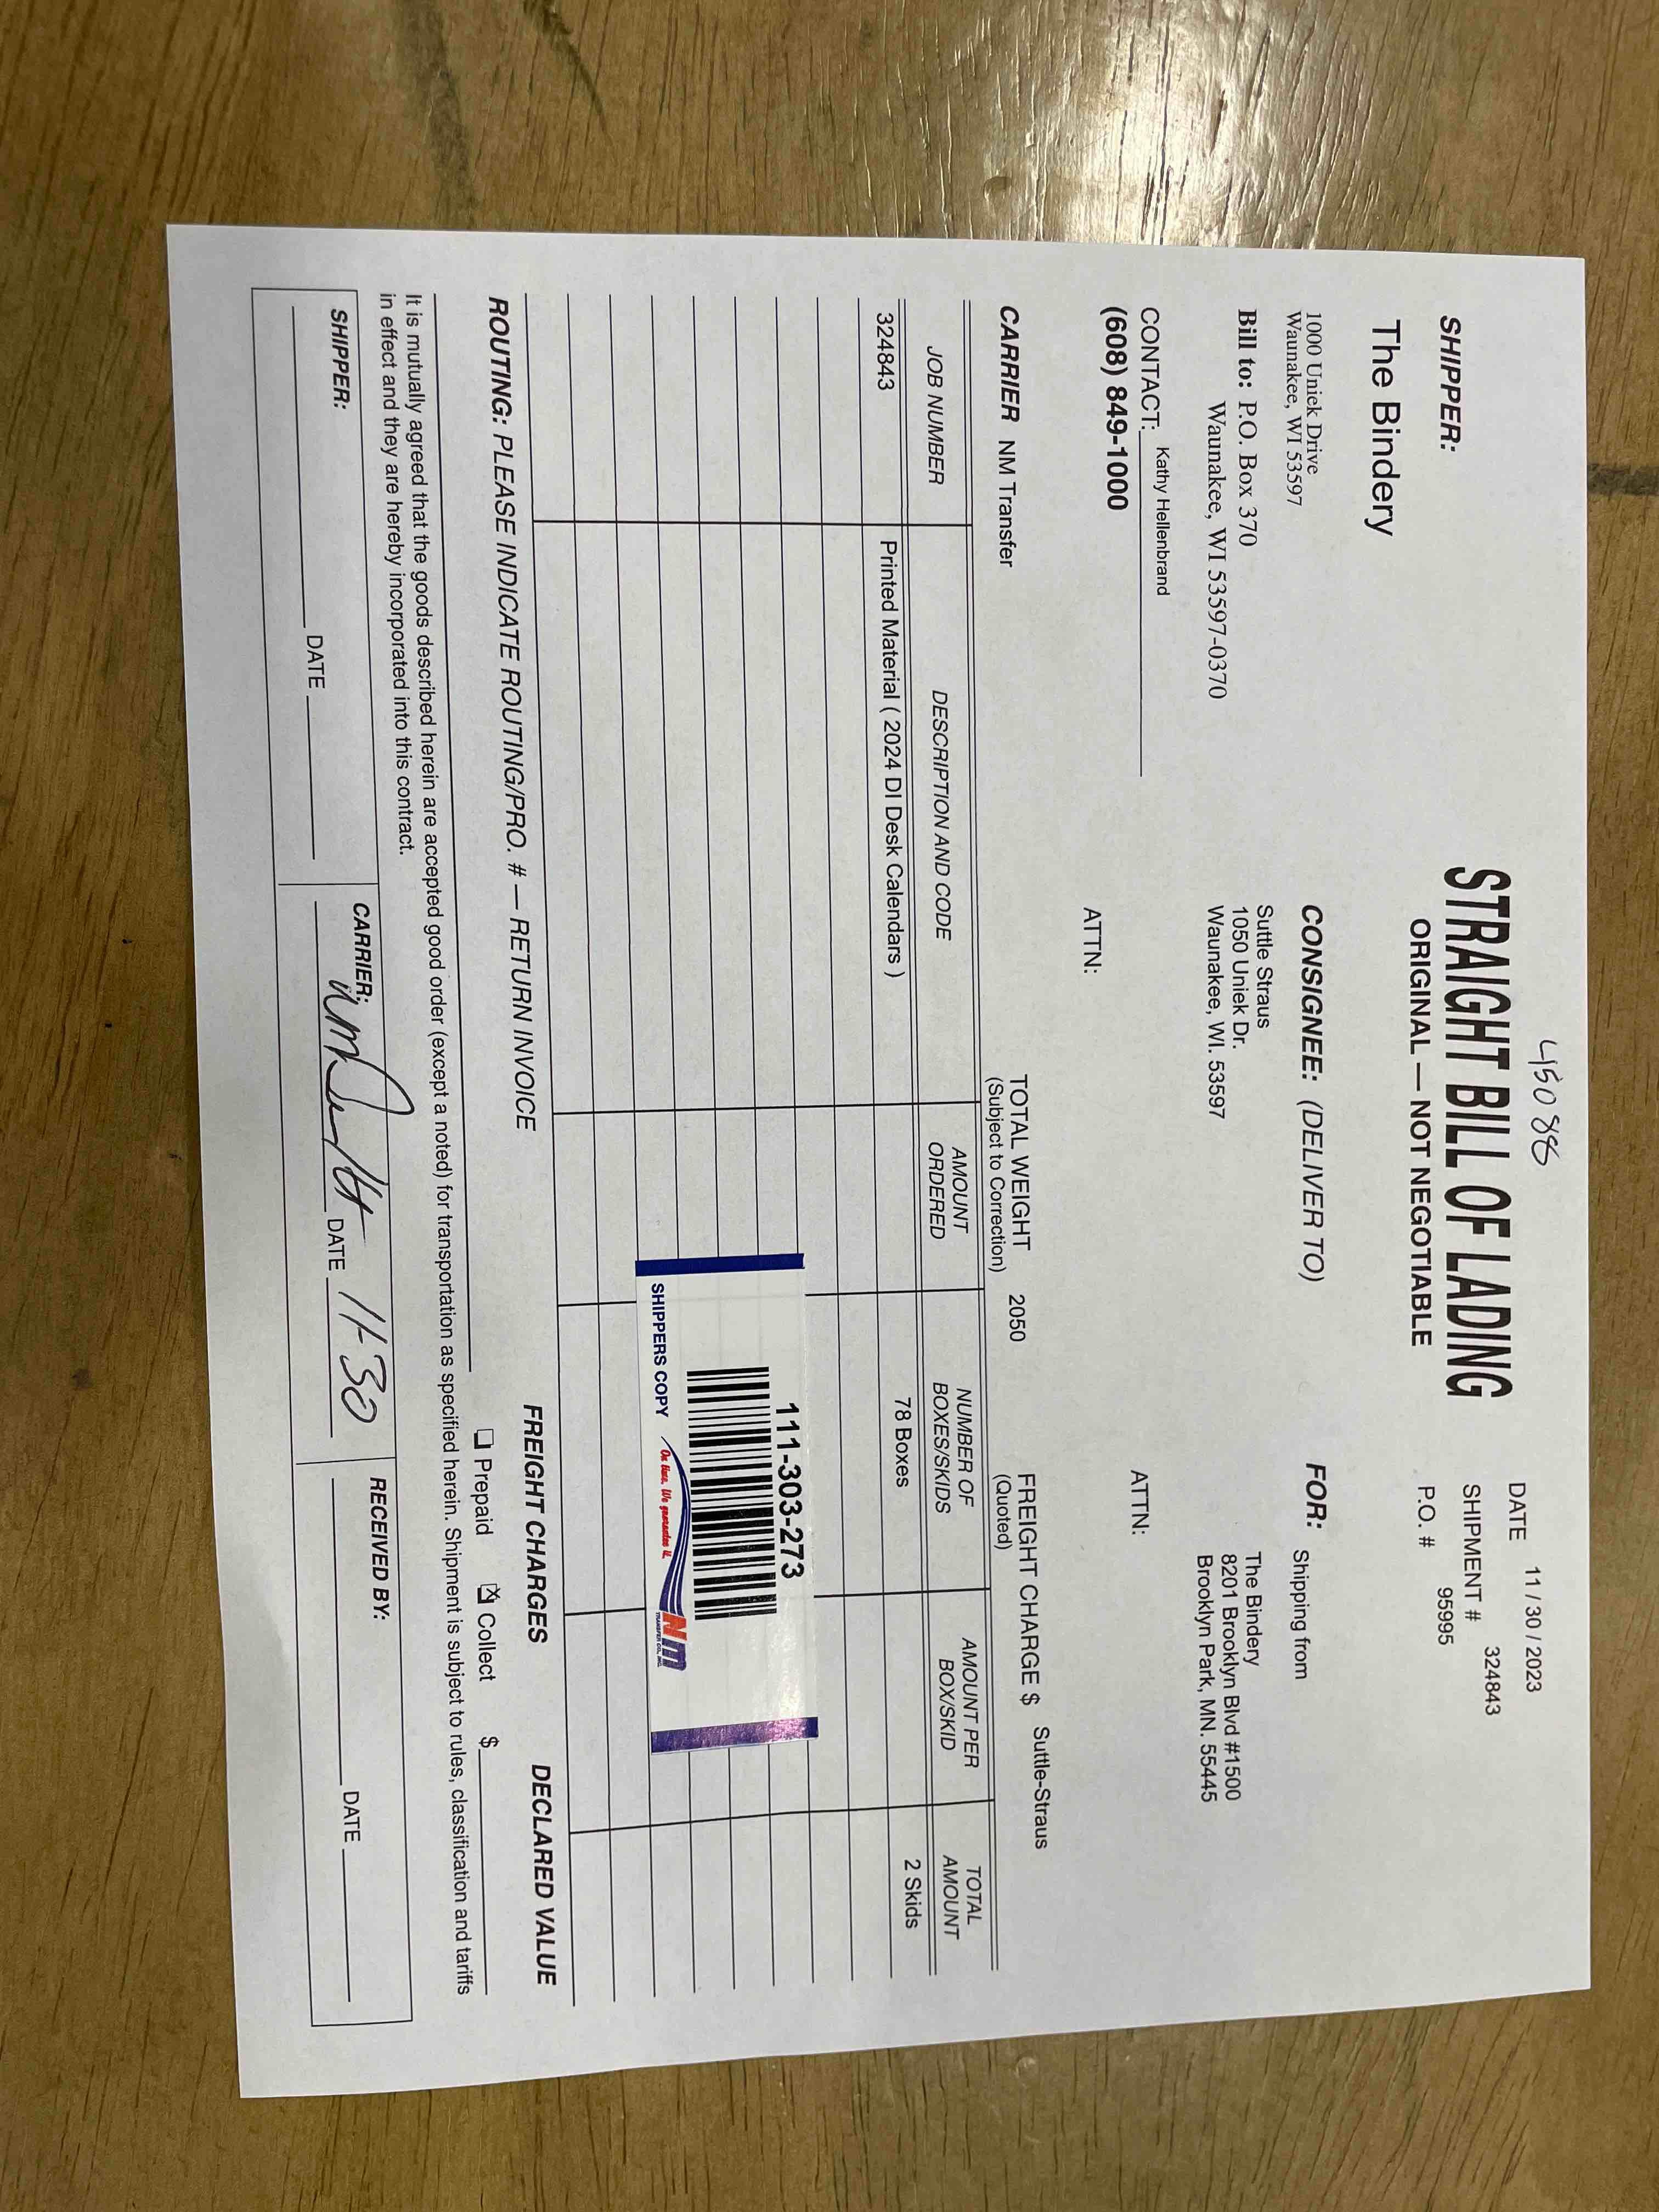 45088
STRAIGHT BILL OF LADING
ORIGINAL — NOT NEGOTIABLE
DATE 11 / 30 / 2023
SHIPMENT # 324843
P.O. # 95995
SHIPPER:
The Bindery
1000 Uniek Drive
Waunakee, WI 53597
Bill to: P.O. Box 370
Waunakee, WI 53597-0370
CONTACT: Kathy Hellenbrand
(608) 849-1000
CONSIGNEE: (DELIVER TO)
Suttle Straus
1050 Uniek Dr.
Waunakee, WI. 53597
ATTN:
FOR: Shipping from
The Bindery
8201 Brooklyn Blvd #1500
Brooklyn Park, MN. 55445
ATTN:
CARRIER NM Transfer
TOTAL WEIGHT 2050
(Subject to Correction)
FREIGHT CHARGE $ Suttle-Straus
(Quoted)
JOB NUMBER DESCRIPTION AND CODE AMOUNT ORDERED NUMBER OF BOXES/SKIDS AMOUNT PER BOX/SKID TOTAL AMOUNT
324843 Printed Material ( 2024 DI Desk Calendars ) 78 Boxes 2 Skids
111-303-273
SHIPPERS COPY
On time. We guarantee it.
Nm
TRANSFER CO., INC.
ROUTING: PLEASE INDICATE ROUTING/PRO. # — RETURN INVOICE
FREIGHT CHARGES
DECLARED VALUE
Prepaid Collect $
It is mutually agreed that the goods described herein are accepted good order (except a noted) for transportation as specified herein. Shipment is subject to rules, classification and tariffs
in effect and they are hereby incorporated into this contract.
SHIPPER:
DATE
CARRIER:
DATE 11-30
RECEIVED BY:
DATE